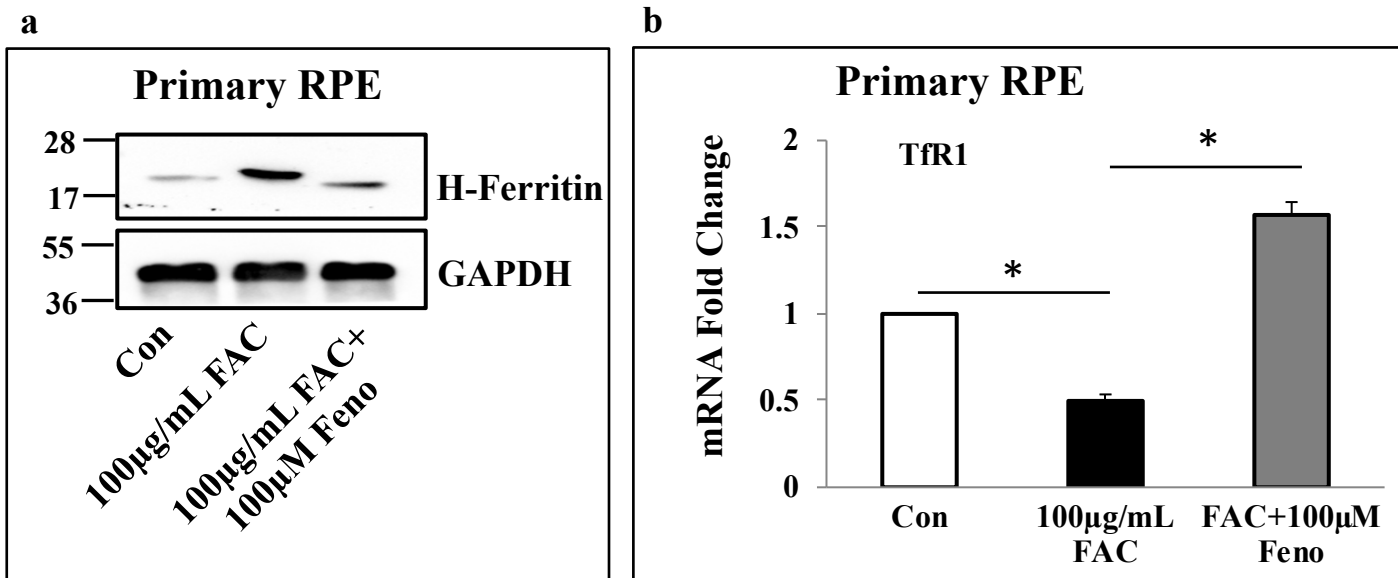 a
Primary RPE
28
17
H-Ferritin
55
36
GAPDH
Con
100µg/mL FAC
100µg/mL FAC+
100µM Feno
b
Primary RPE
TfR1
mRNA Fold Change
2
1.5
1
0.5
0
*
*
Con
100µg/mL
FAC
FAC+100µM
Feno